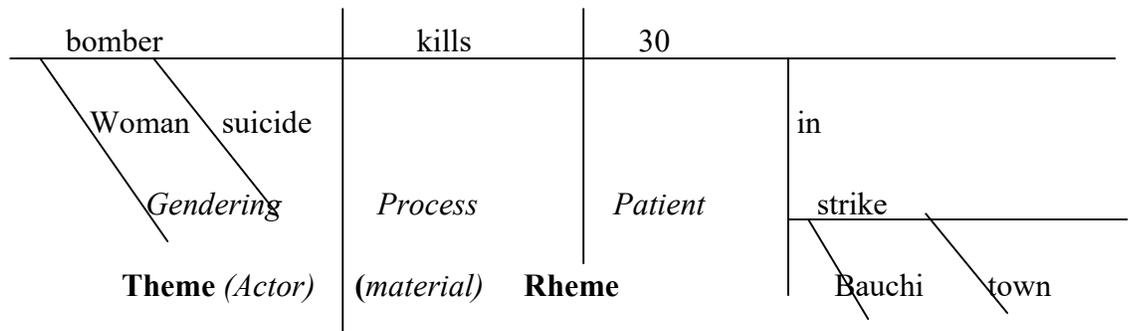 bomber kills 30
Woman suicide in
Gendering Process Patient strike
Theme (Actor) (material) Rheme Bauchi town